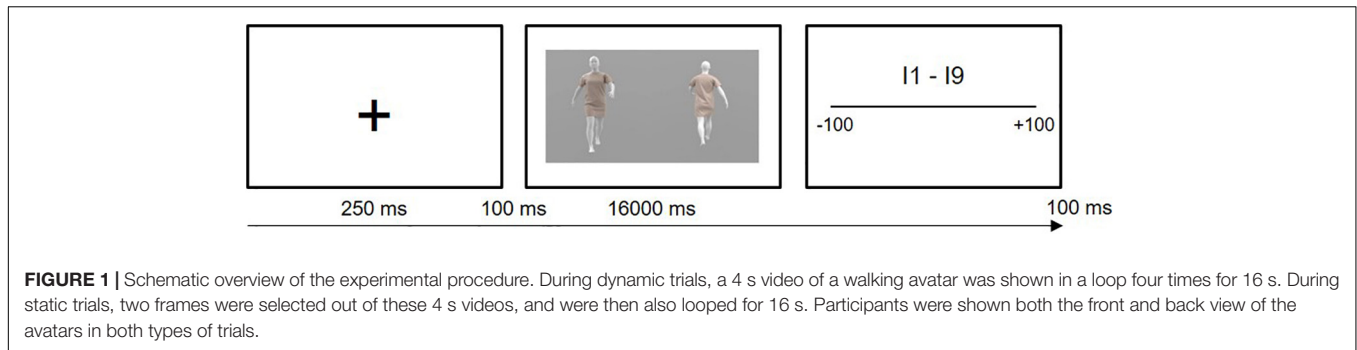 +
I1 - I9
-100 +100
250 ms 100 ms 16000 ms 100 ms
FIGURE 1 | Schematic overview of the experimental procedure. During dynamic trials, a 4 s video of a walking avatar was shown in a loop four times for 16 s. During
static trials, two frames were selected out of these 4 s videos, and were then also looped for 16 s. Participants were shown both the front and back view of the
avatars in both types of trials.